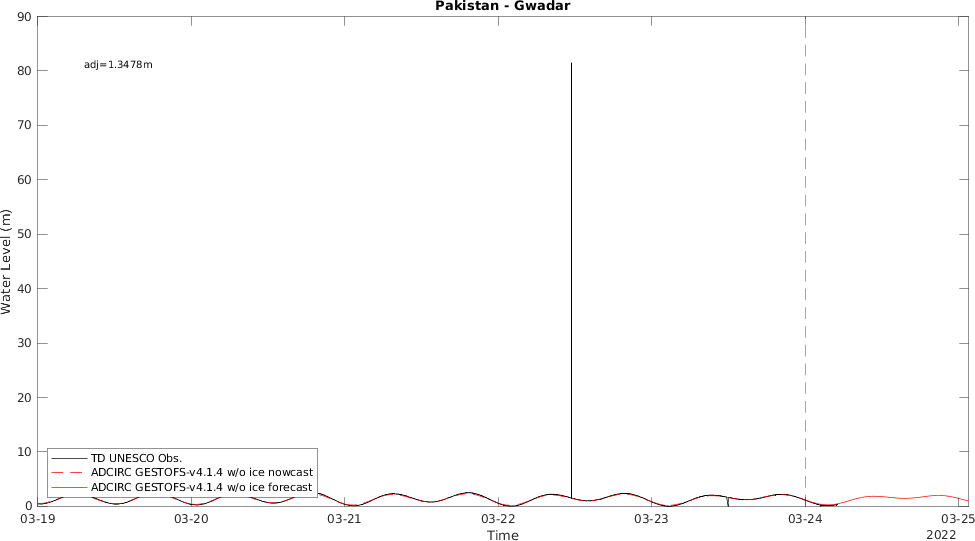 Pakistan - Gwadar
90
80
70
60
50
40
30
20
10
0
Water Level (m)
adj=1.3478m
TD UNESCO Obs.
ADCIRC GESTOFS-v4.1.4 w/o ice nowcast
ADCIRC GESTOFS-v4.1.4 w/o ice forecast
03-19 03-20 03-21 03-22 03-23 03-24 03-25
Time
2022